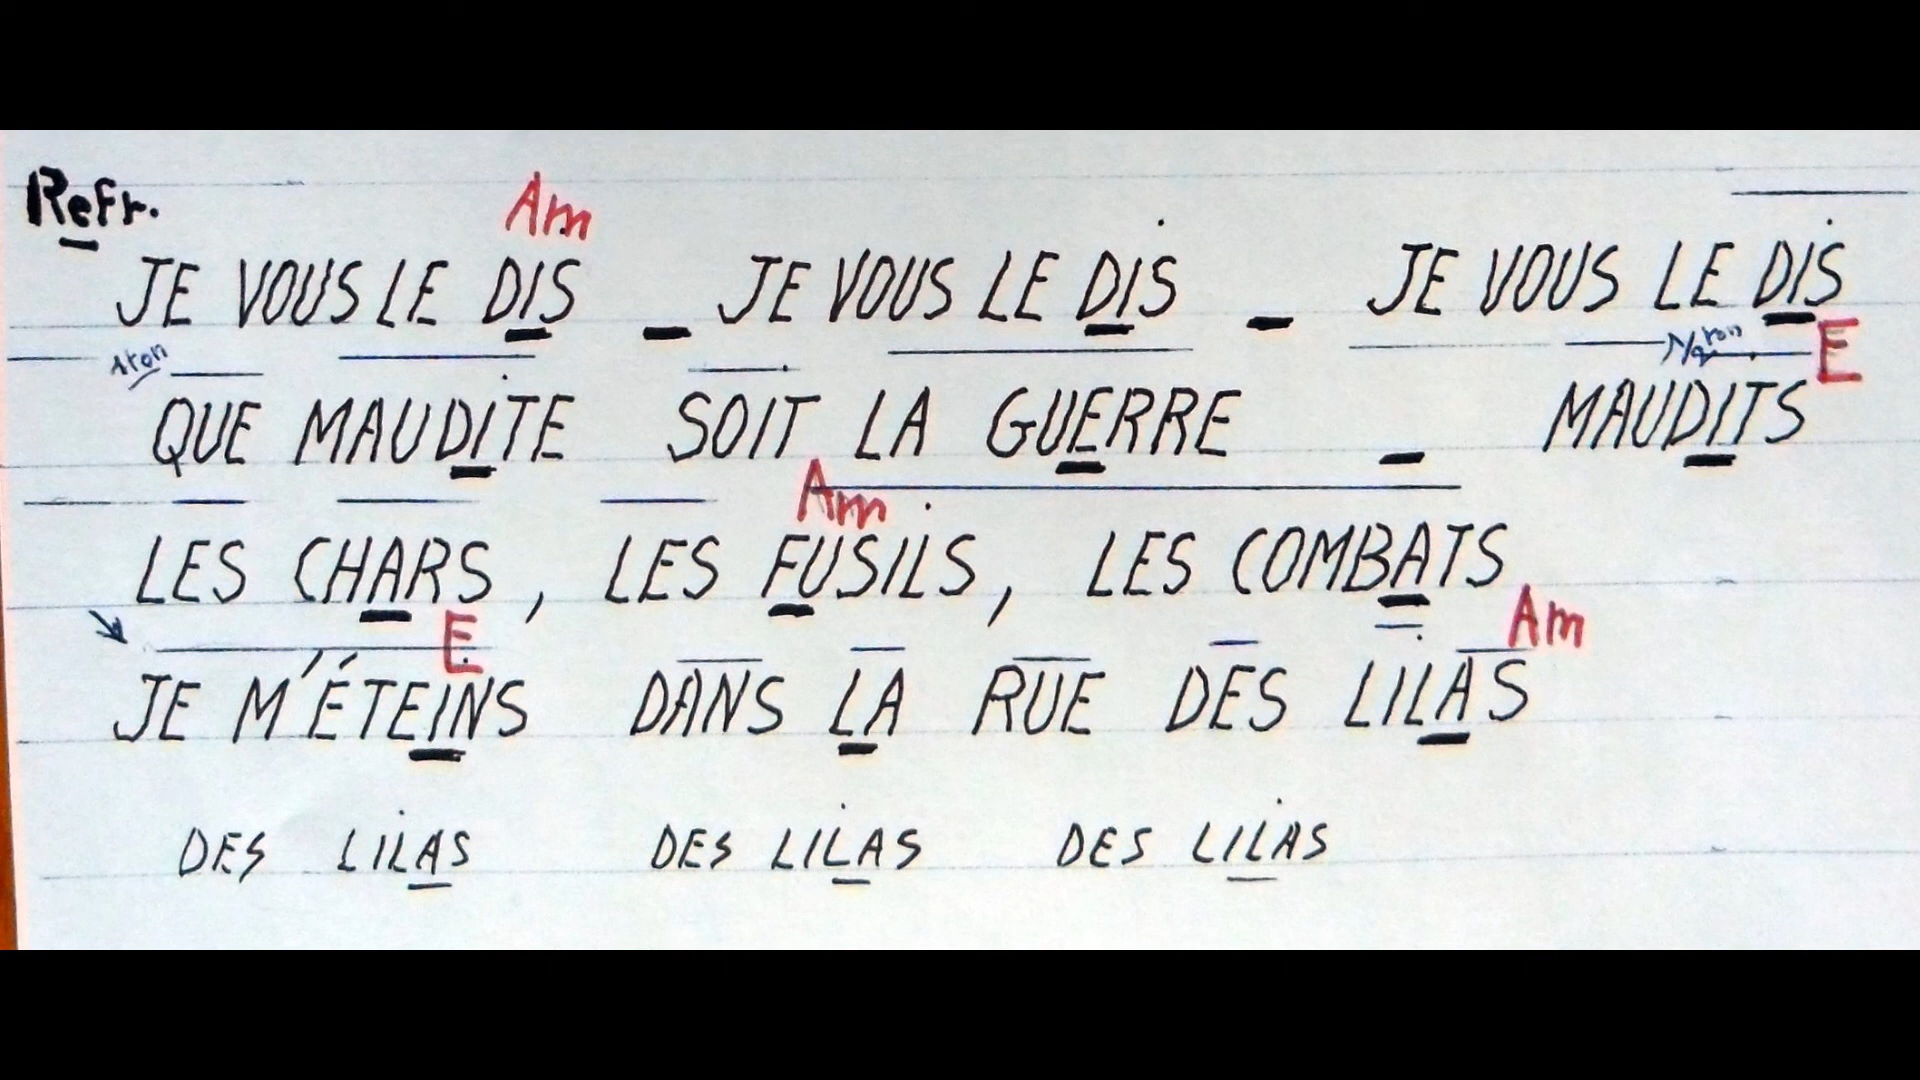 Refr.
Am
JE VOUS LE DIS _ JE VOUS LE DIS _ JE VOUS LE DIS
E
QUE MAUDITE SOIT LA GUERRE _ MAUDITS
Am
LES CHARS, LES FUSILS, LES COMBATS
E Am
JE M'ÉTEINS DANS LA RUE DES LILAS
DES LILAS DES LILAS DES LILAS